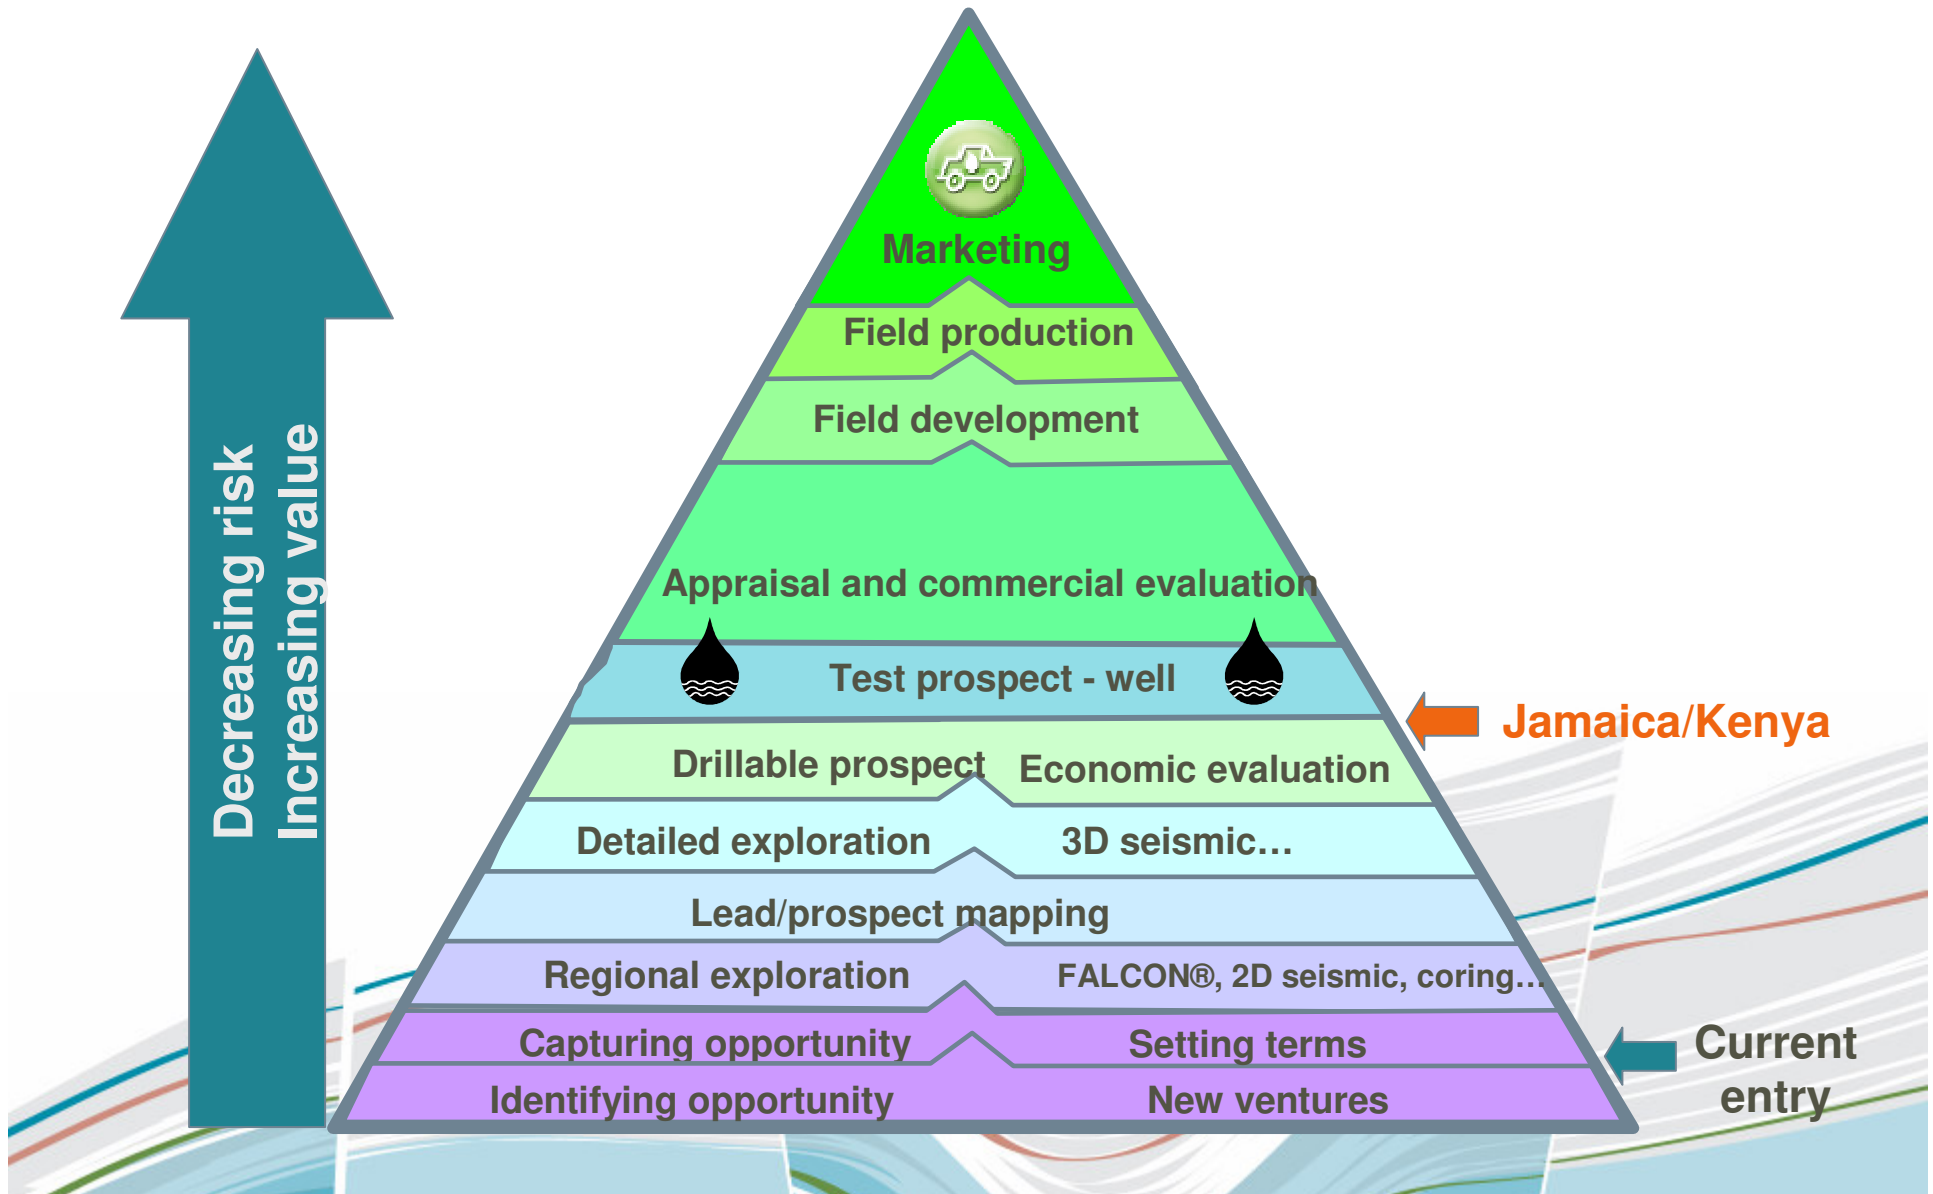 Decreasing risk
Increasing value
Marketing
Field production
Field development
Appraisal and commercial evaluation
Test prospect - well
Jamaica/Kenya
Drillable prospect
Economic evaluation
Detailed exploration
3D seismic…
Lead/prospect mapping
Regional exploration
FALCON®, 2D seismic, coring…
Capturing opportunity
Setting terms
Current
entry
Identifying opportunity
New ventures